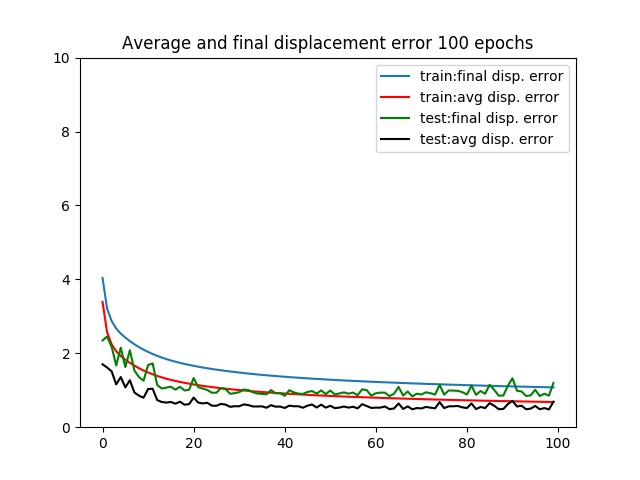 Average and final displacement error 100 epochs
train:final disp. error
train:avg disp. error
test:final disp. error
test:avg disp. error
10
8
6
4
2
0
0 20 40 60 80 100